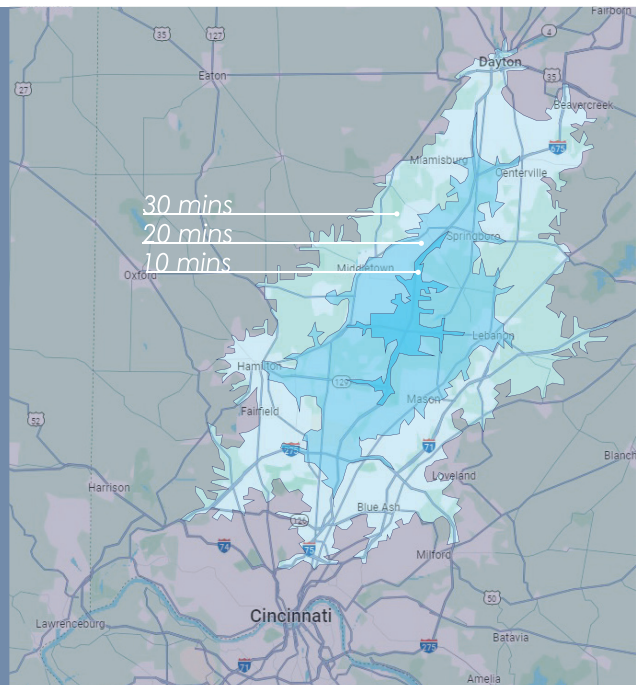 Fairborn
4
35
127
Dayton
Eaton
35
27
Beavercreek
675
Miamisburg
Centerville
30 mins
20 mins
Springboro
10 mins
Middletown
Oxford
Lebanon
Hamilton
129
Mason
Fairfield
52
275
71
Blanch
Loveland
Harrison
Blue Ash
126
74
75
Milford
50
Cincinnati
Lawrenceburg
Batavia
275
71
Amelia